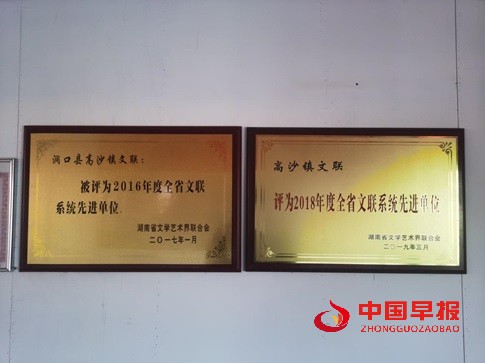 洞口县高沙镇文联：
被评为2016年度全省文联
系统先进单位
湖南省文学艺术界联合会
二〇一七年一月
高沙镇文联
评为2018年度全省文联系统先进单位
湖南省文学艺术界联合会
二〇一九年三月
中国早报
ZHONGGUOZAOBAO